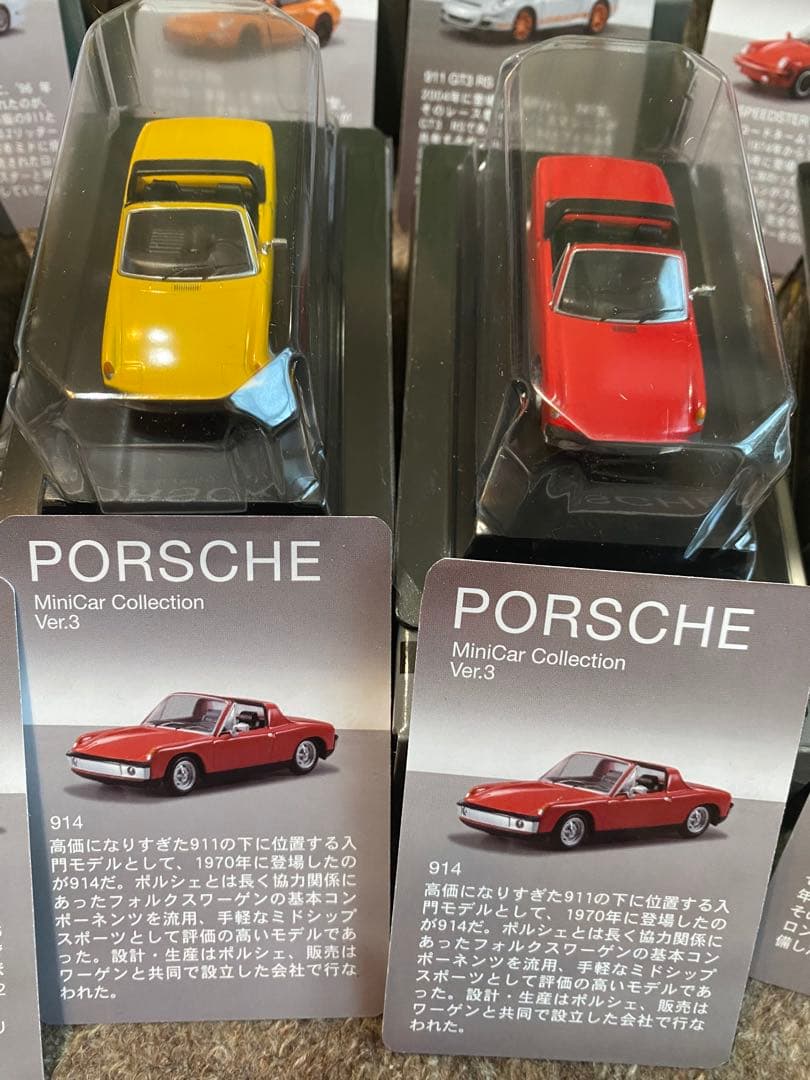 911 GT3 RS
SPEEDSTER
PORSCHE
MiniCar Collection
Ver.3
914
高価になりすぎた911の下に位置する入
門モデルとして、1970年に登場したの
が914だ。ポルシェとは長く協力関係に
あったフォルクスワーゲンの基本コン
ポーネンツを流用、手軽なミドシップ
スポーツとして評価の高いモデルであ
った。設計・生産はポルシェ、販売は
ワーゲンと共同で設立した会社で行な
われた。
PORSCHE
MiniCar Collection
Ver.3
914
高価になりすぎた911の下に位置する入
門モデルとして、1970年に登場したの
が914だ。ポルシェとは長く協力関係に
あったフォルクスワーゲンの基本コン
ポーネンツを流用、手軽なミドシップ
スポーツとして評価の高いモデルであ
った。設計・生産はポルシェ、販売は
ワーゲンと共同で設立した会社で行な
われた。